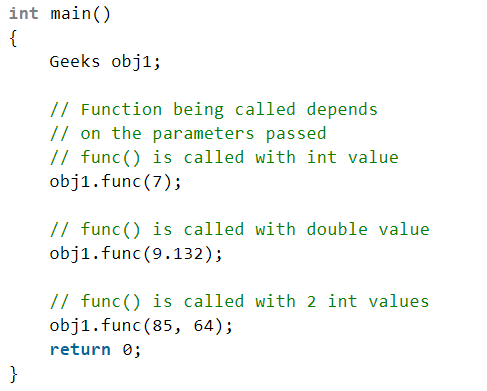 int main()
{
    Geeks obj1;

    // Function being called depends
    // on the parameters passed
    // func() is called with int value
    obj1.func(7);

    // func() is called with double value
    obj1.func(9.132);

    // func() is called with 2 int values
    obj1.func(85, 64);
    return 0;
}